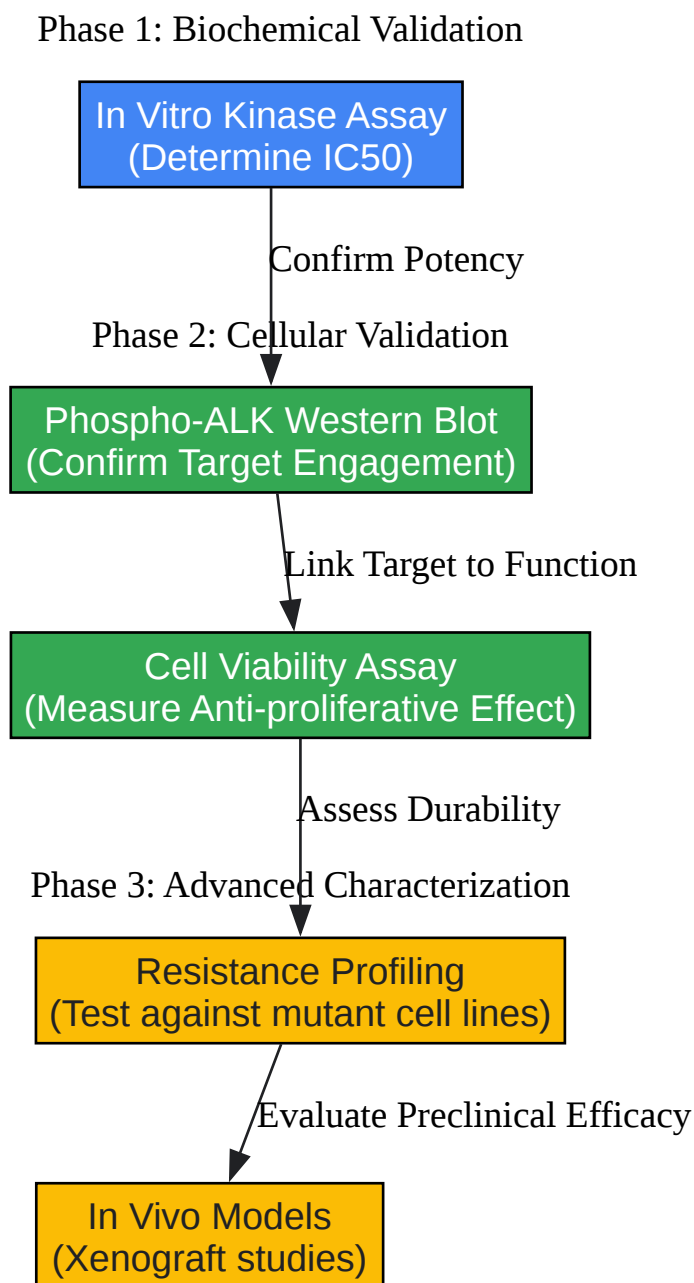 Phase 1: Biochemical Validation
In Vitro Kinase Assay
(Determine IC50)
Confirm Potency
Phase 2: Cellular Validation
Phospho-ALK Western Blot
(Confirm Target Engagement)
Link Target to Function
Cell Viability Assay
(Measure Anti-proliferative Effect)
Assess Durability
Phase 3: Advanced Characterization
Resistance Profiling
(Test against mutant cell lines)
Evaluate Preclinical Efficacy
In Vivo Models
(Xenograft studies)